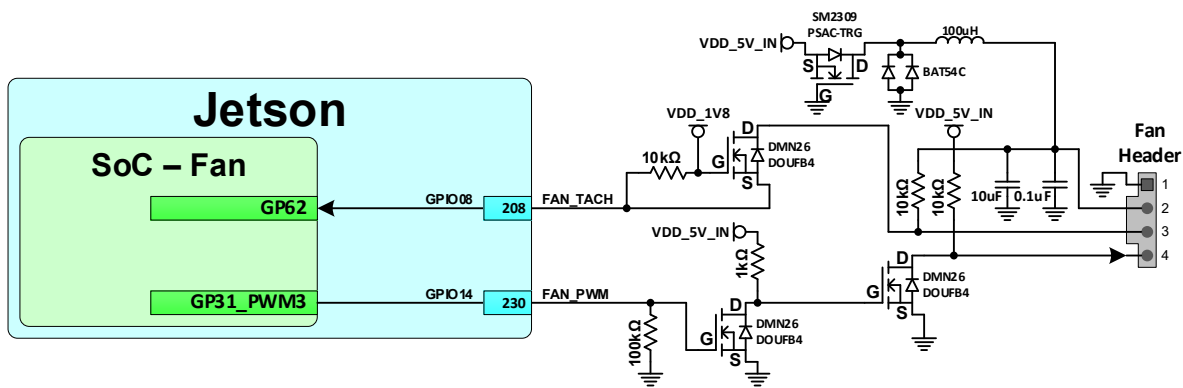 SM2309
PSAC-TRG
100uH
VDD_5V_IN
S
D
G
BAT54C
Jetson
VDD_1V8
VDD_5V_IN
Fan
Header
SoC – Fan
10kΩ
D
G
S
DMN26
DOUFB4
10kΩ
10kΩ
10uF
0.1uF
1
2
3
4
GP62
GPIO08
208
FAN_TACH
VDD_5V_IN
1kΩ
D
G
S
DMN26
DOUFB4
GP31_PWM3
GPIO14
230
FAN_PWM
100kΩ
D
G
S
DMN26
DOUFB4